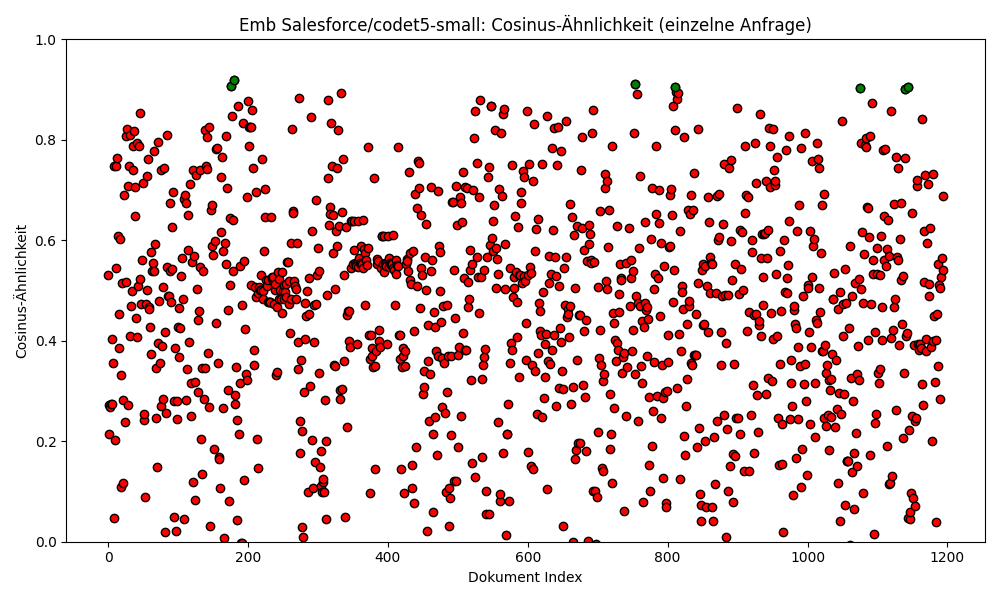 Emb Salesforce/codet5-small: Cosinus-Ähnlichkeit (einzelne Anfrage)
Cosinus-Ähnlichkeit
1.0
0.8
0.6
0.4
0.2
0.0
0 200 400 600 800 1000 1200
Dokument Index